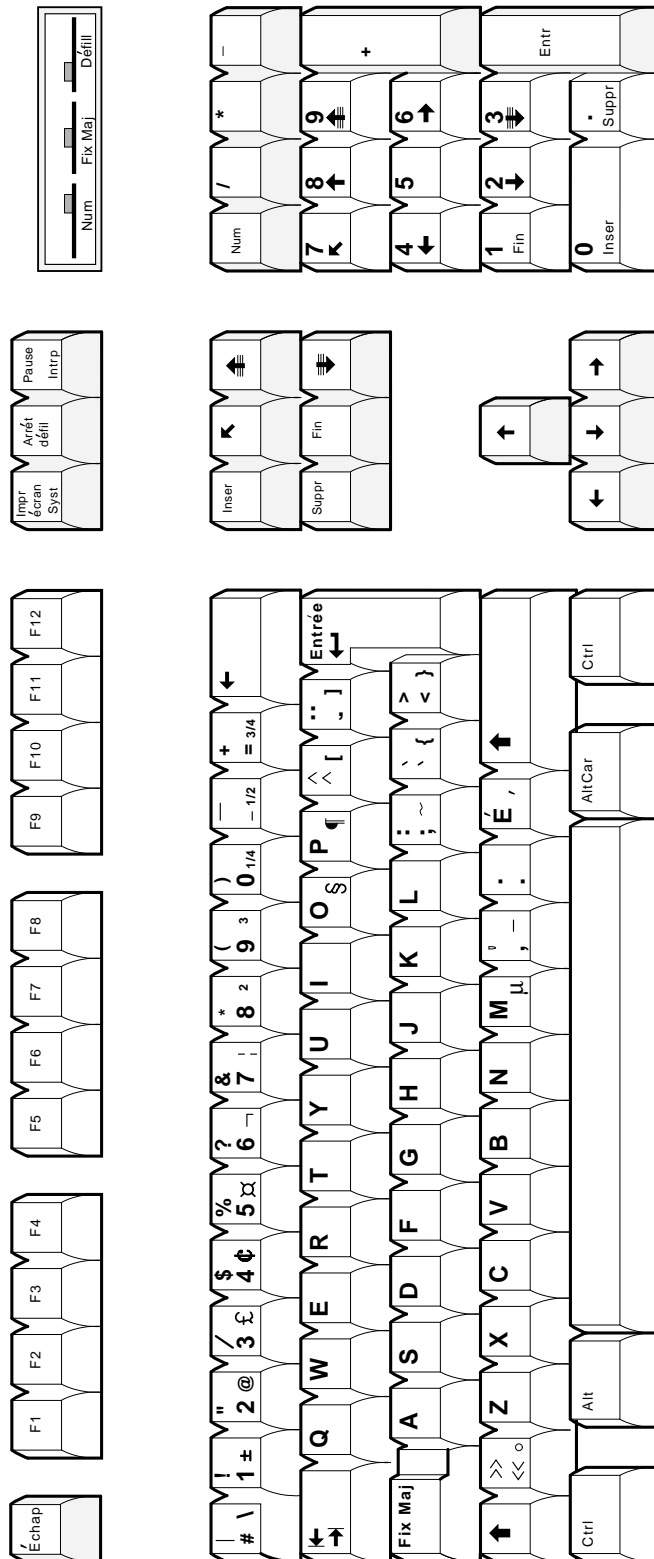 Échap
F1 F2 F3 F4
F5 F6 F7 F8
F9 F10 F11 F12
Impr écran Syst
Arrét défil
Pause Intrp
Num
Fix Maj
Défill
| # \
! 1 ±
" 2 @
/ 3 £
$ 4 ¢
% 5 ¤
? 6 ¬
& 7 ¦
* 8 2
( 9 3
) 0 1/4
_ - 1/2
+ = 3/4
←
Inser
↖
Num
/
*
-
Q W E R T Y U I
O §
P ¶
^ ^ [
¨ ¸ ]
Entrée
Suppr
Fin
7 ↖
8 ↑
9
+
Fix Maj
A S D F G H J K L
: ; ~
` ` {
> < }
4 ←
5
6 →
>> << °
Z X C V B N
M µ
' , _
. .
É ´
↑
1 Fin
2 ↓
3
Entr
Ctrl
Alt
AltCar
Ctrl
← ↓ →
0 Inser
. Suppr